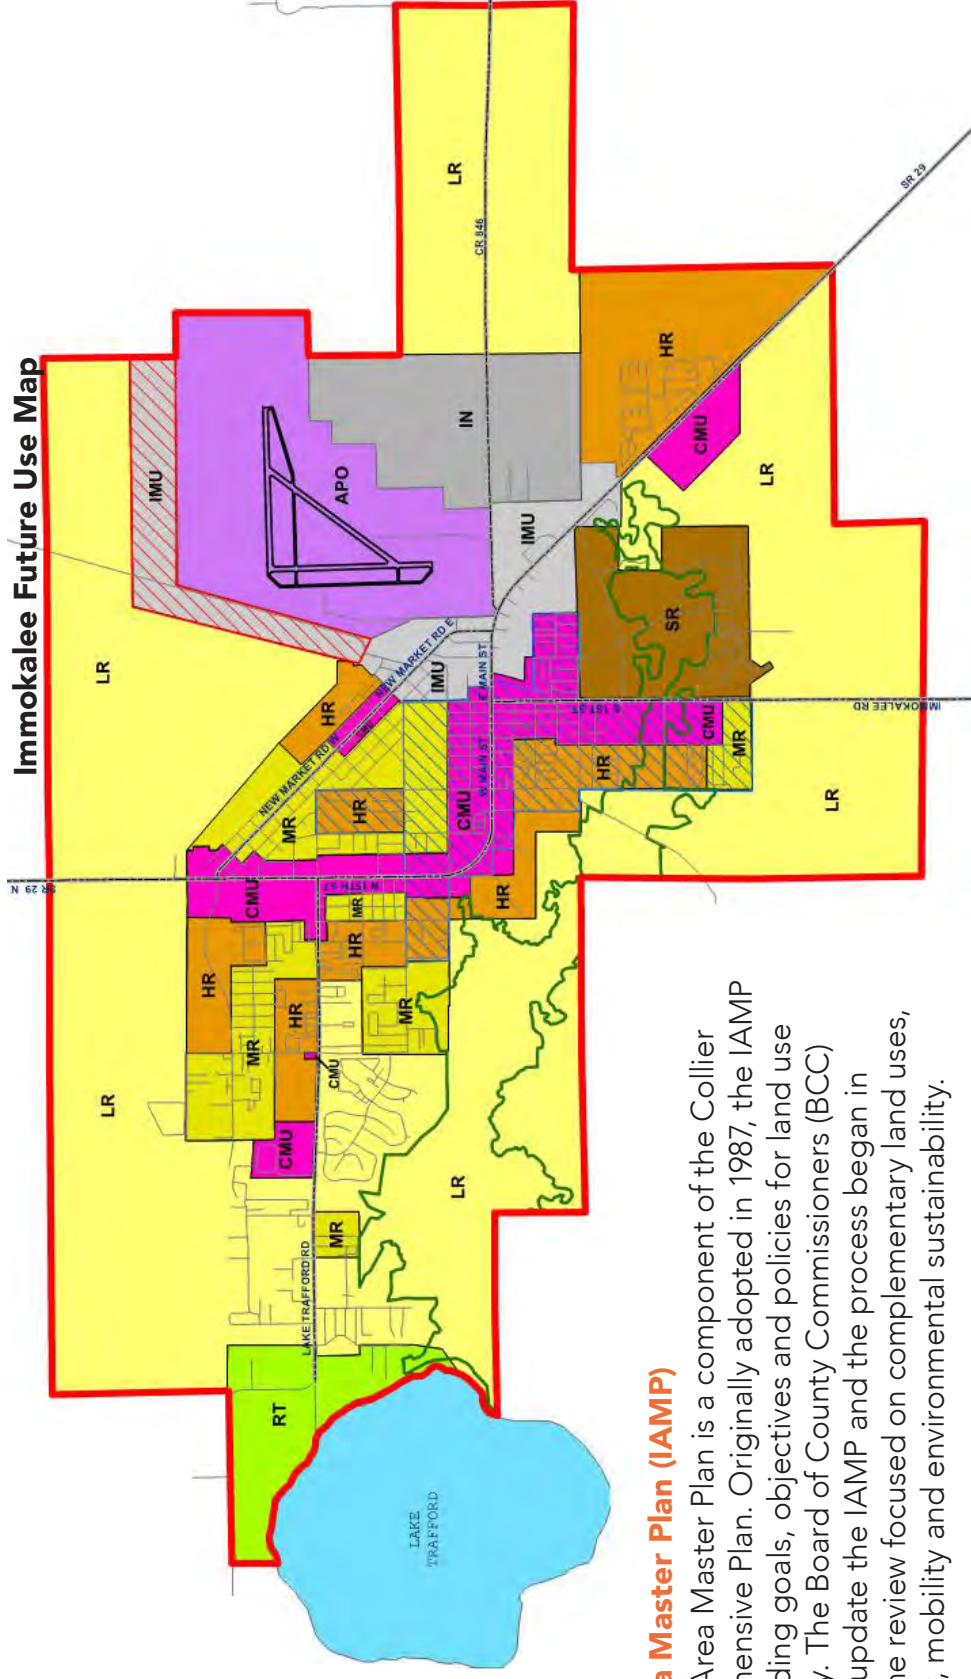 Immokalee Future Use Map
LR
IMU
APO
LR
CR 846
IN
HR
SR 29
CMU
LR
IMU
SR
LR
HR
CMU
NEW MARKET RD W
NEW MARKET RD E
IMU
MR
HR
CMU
W MAIN ST
E MAIN ST
S 1ST ST
IMMOKALEE RD
CMU
MR
HR
LR
SR 29 N
CMU
N 15TH ST
MR
HR
HR
HR
MR
HR
MR
CMU
CMU
LR
LR
MR
LAKE TRAFFORD RD
RT
LAKE
TRAFFORD
a Master Plan (IAMP)
Area Master Plan is a component of the Collier
ensive Plan. Originally adopted in 1987, the IAMP
ding goals, objectives and policies for land use
y. The Board of County Commissioners (BCC)
update the IAMP and the process began in
e review focused on complementary land uses,
, mobility and environmental sustainability.